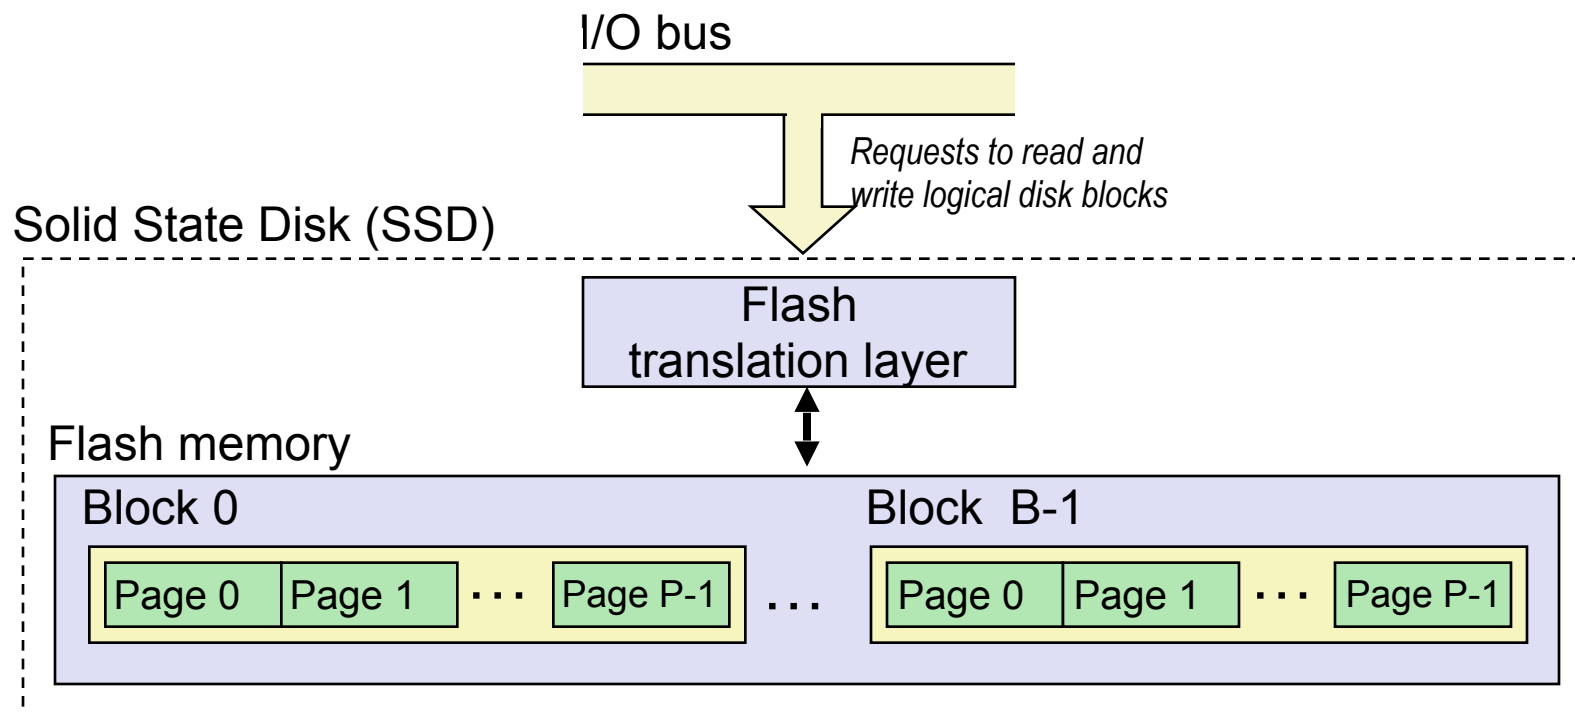 I/O bus
Requests to read and
write logical disk blocks
Solid State Disk (SSD)
Flash
translation layer
Flash memory
Block 0
Block B-1
Page 0 Page 1 ... Page P-1 ... Page 0 Page 1 ... Page P-1